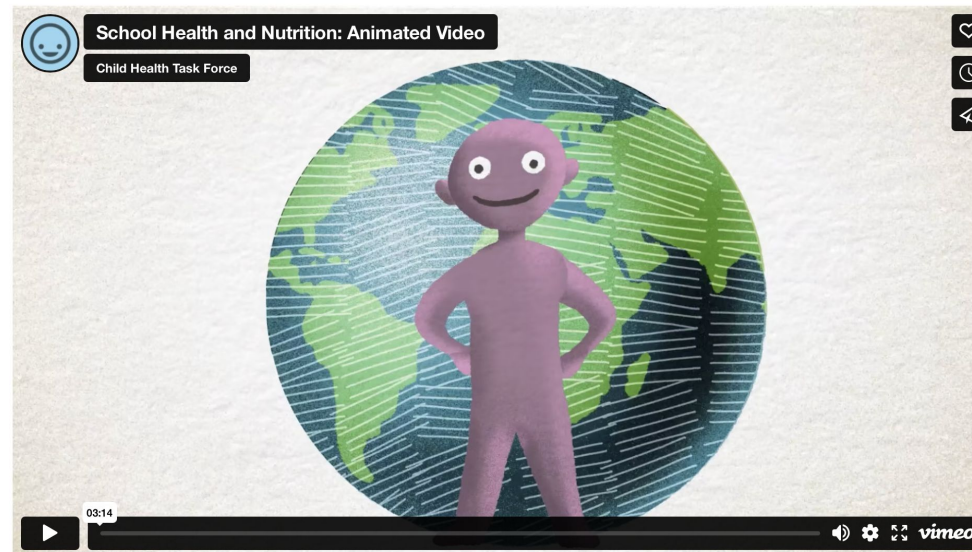 School Health and Nutrition: Animated Video
Child Health Task Force
03:14
vimeo